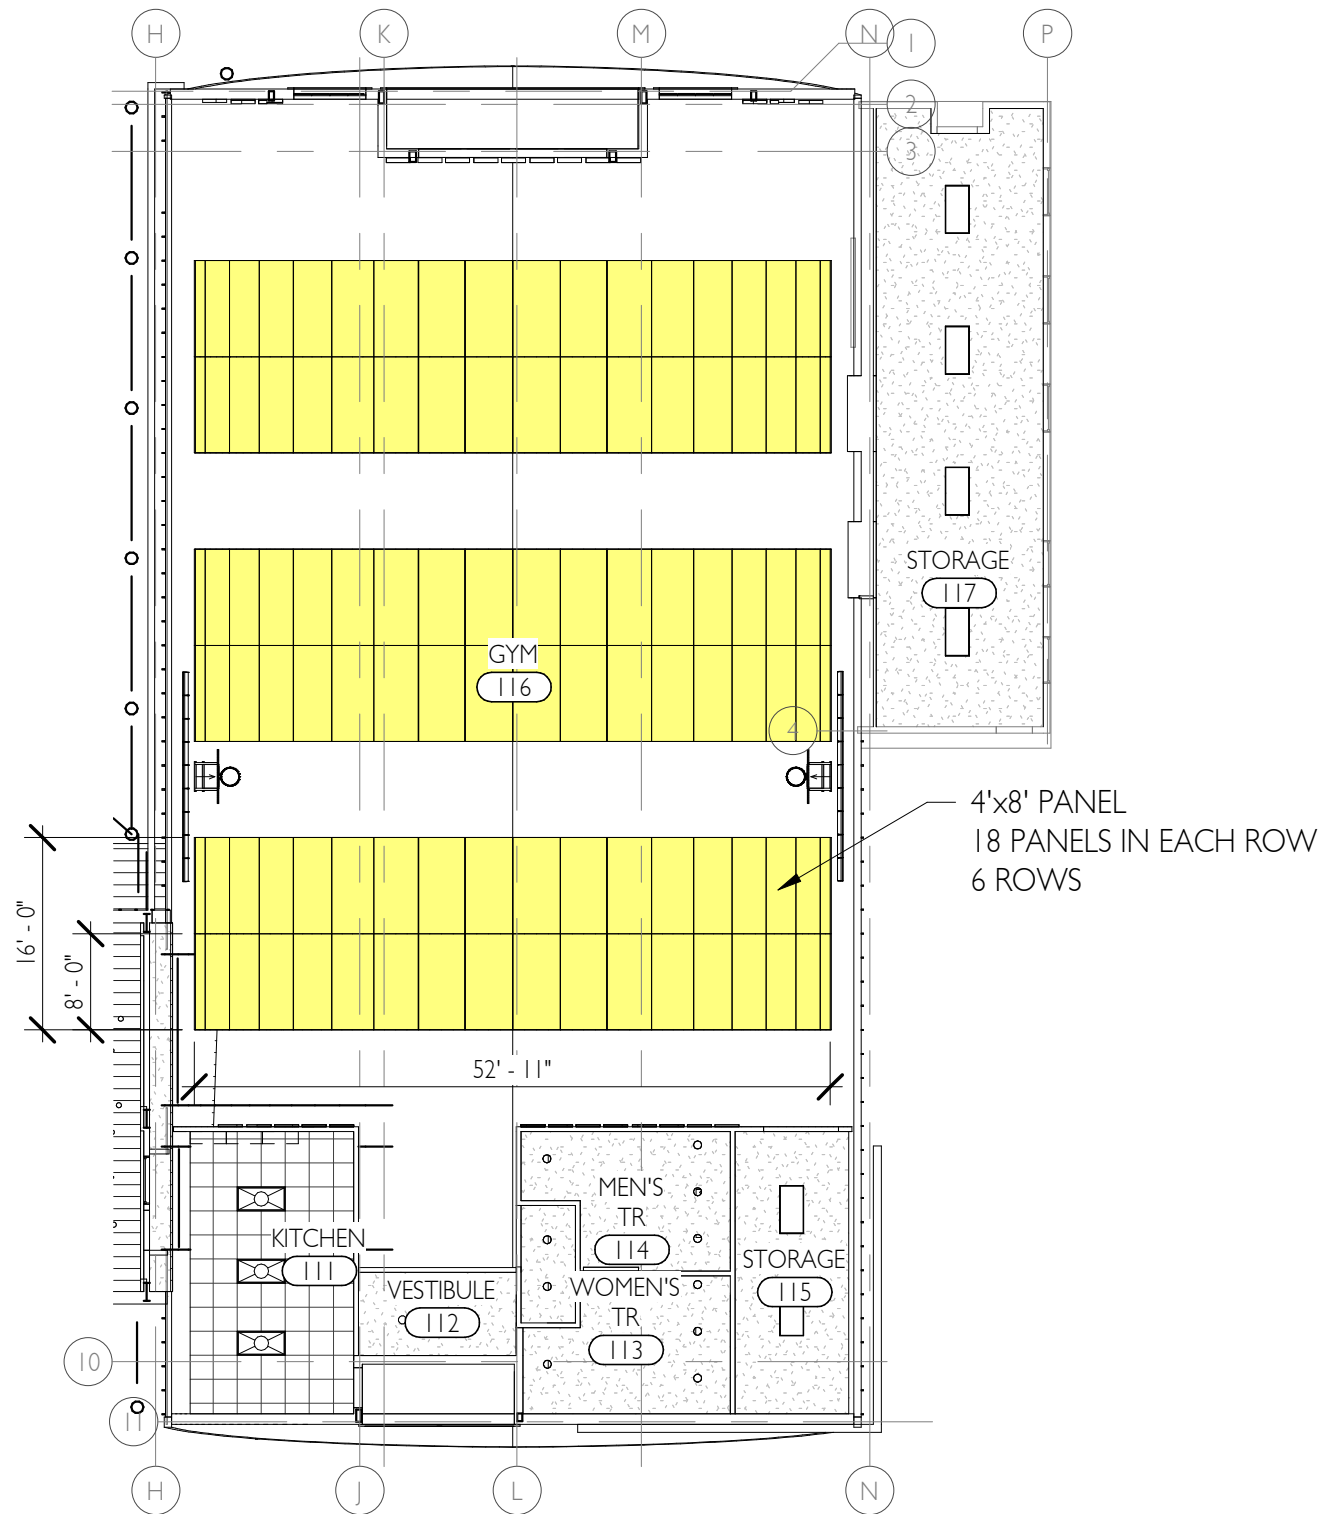 H
K
M
N
1
P
2
3
STORAGE
117
GYM
116
4
4'x8' PANEL
18 PANELS IN EACH ROW
6 ROWS
16' - 0"
8' - 0"
52' - 11"
MEN'S
TR
114
KITCHEN
111
STORAGE
115
VESTIBULE
112
WOMEN'S
TR
113
10
11
H
J
L
N